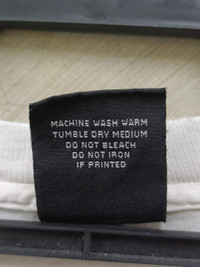 MACHINE WASH WARM
TUMBLE DRY MEDIUM
DO NOT BLEACH
DO NOT IRON
IF PRINTED